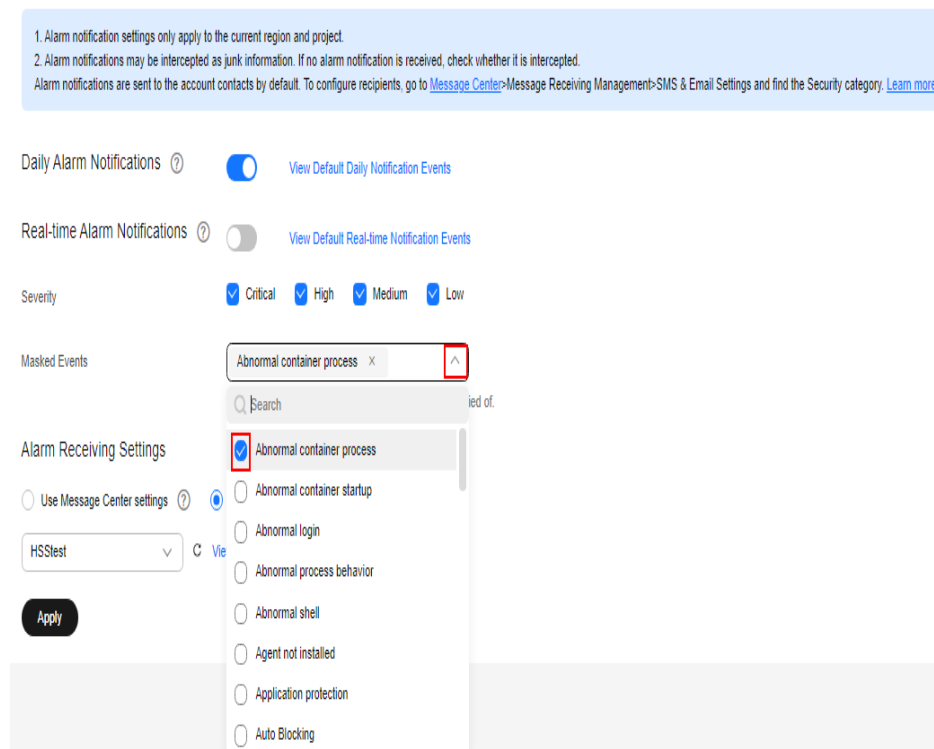 1. Alarm notification settings only apply to the current region and project.
2. Alarm notifications may be intercepted as junk information. If no alarm notification is received, check whether it is intercepted.
Alarm notifications are sent to the account contacts by default. To configure recipients, go to Message Center>Message Receiving Management>SMS & Email Settings and find the Security category. Learn more
Daily Alarm Notifications ? View Default Daily Notification Events
Real-time Alarm Notifications ? View Default Real-time Notification Events
Severity Critical High Medium Low
Masked Events Abnormal container process ×
Search ied of.
Alarm Receiving Settings Abnormal container process
Use Message Center settings ? Abnormal container startup
Abnormal login
HSStest Vie
Abnormal process behavior
Apply Abnormal shell
Agent not installed
Application protection
Auto Blocking